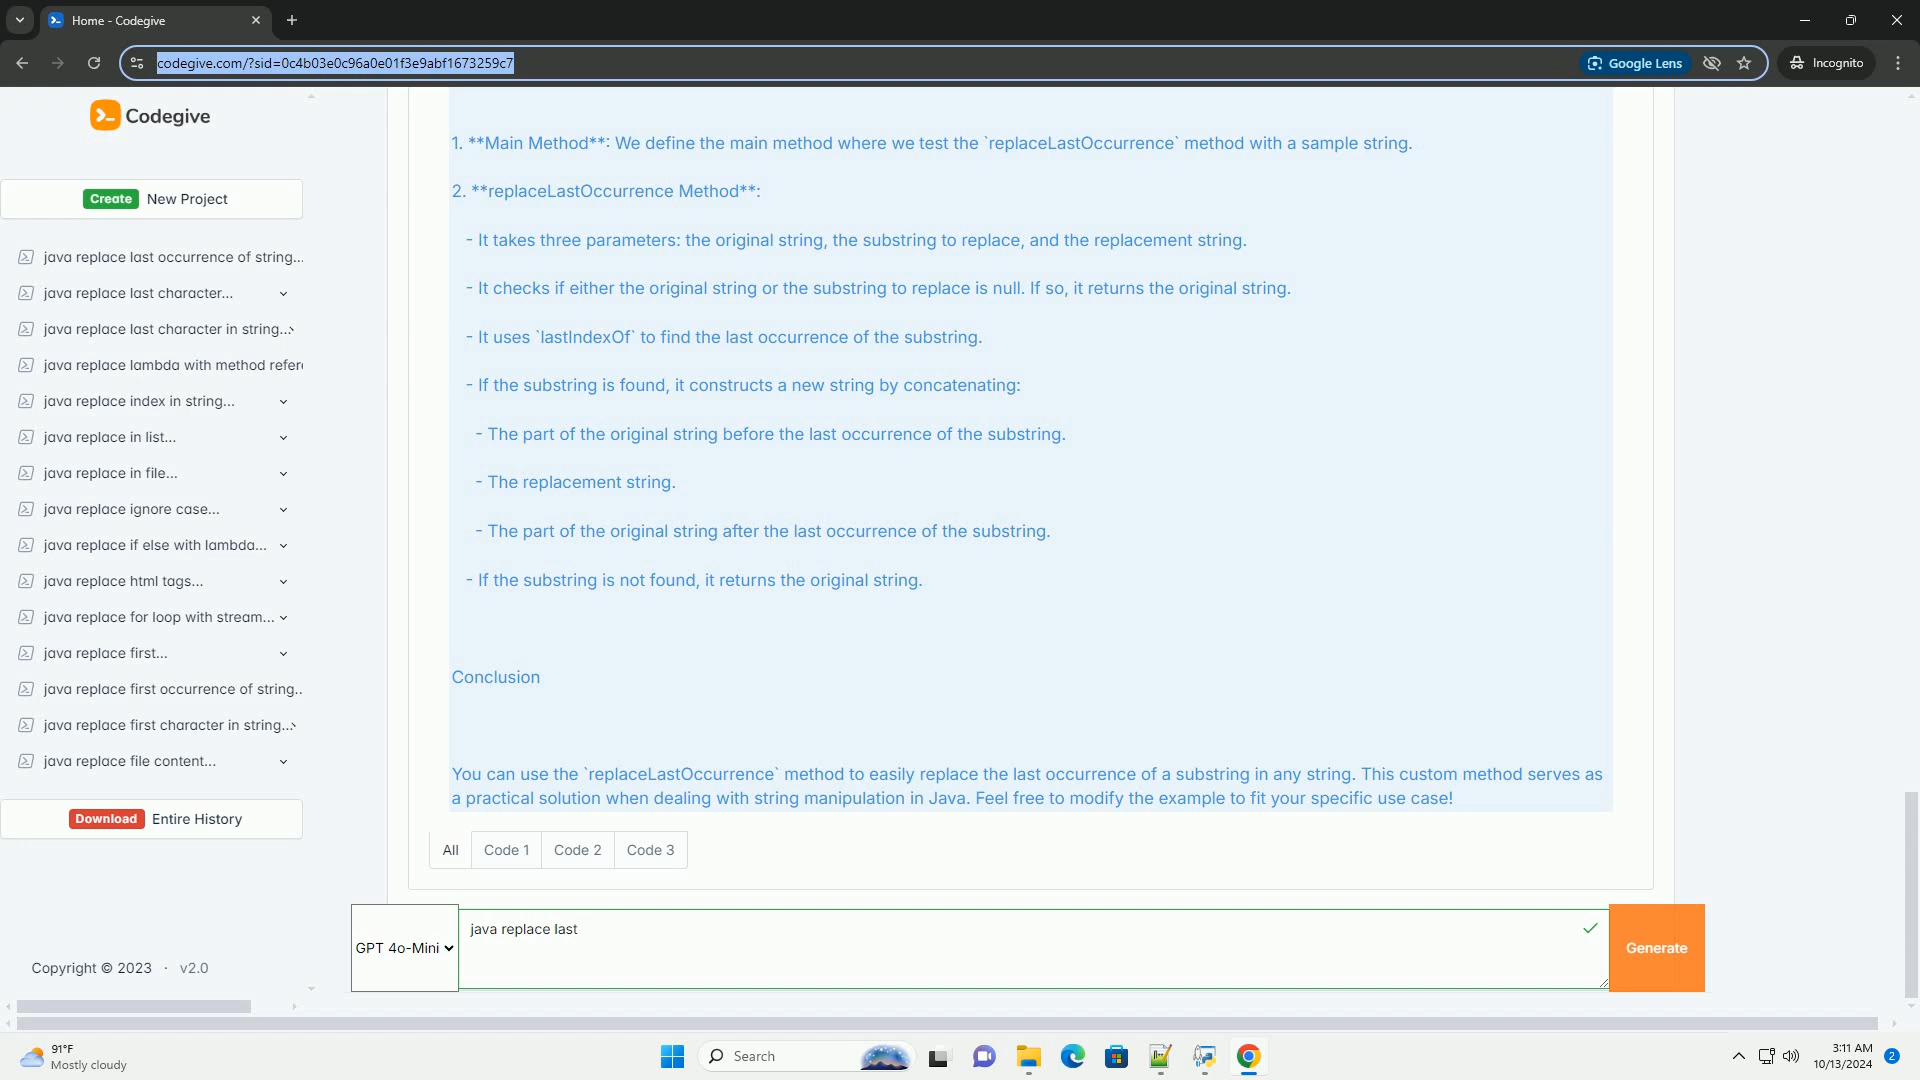 Home - Codegive
codegive.com/?sid=0c4b03e0c96a0e01f3e9abf1673259c7
Google Lens
Incognito
Codegive
Create New Project
java replace last occurrence of string...
java replace last character...
java replace last character in string...
java replace lambda with method refer
java replace index in string...
java replace in list...
java replace in file...
java replace ignore case...
java replace if else with lambda...
java replace html tags...
java replace for loop with stream...
java replace first...
java replace first occurrence of string..
java replace first character in string...
java replace file content...
Download Entire History
Copyright © 2023 · v2.0
1. **Main Method**: We define the main method where we test the `replaceLastOccurrence` method with a sample string.
2. **replaceLastOccurrence Method**:
- It takes three parameters: the original string, the substring to replace, and the replacement string.
- It checks if either the original string or the substring to replace is null. If so, it returns the original string.
- It uses `lastIndexOf` to find the last occurrence of the substring.
- If the substring is found, it constructs a new string by concatenating:
- The part of the original string before the last occurrence of the substring.
- The replacement string.
- The part of the original string after the last occurrence of the substring.
- If the substring is not found, it returns the original string.
Conclusion
You can use the `replaceLastOccurrence` method to easily replace the last occurrence of a substring in any string. This custom method serves as
a practical solution when dealing with string manipulation in Java. Feel free to modify the example to fit your specific use case!
All Code 1 Code 2 Code 3
GPT 4o-Mini
java replace last
Generate
91°F
Mostly cloudy
Search
3:11 AM
10/13/2024
2